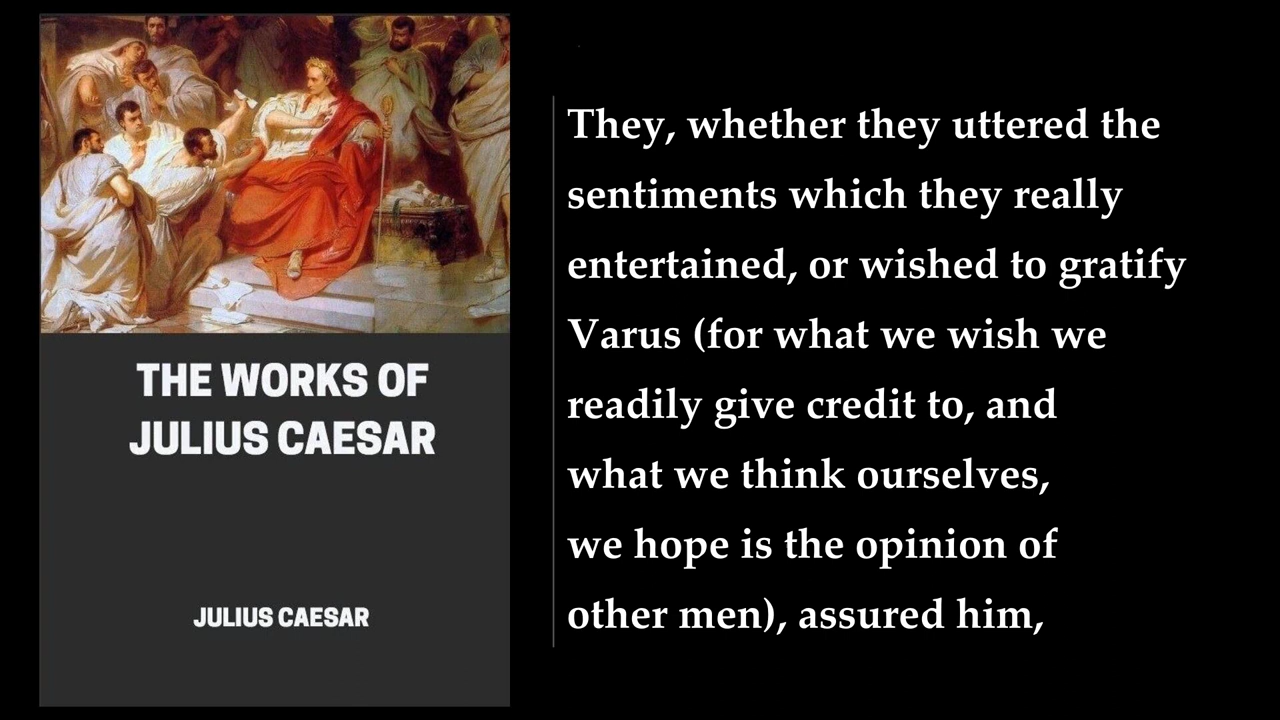 THE WORKS OF
JULIUS CAESAR
JULIUS CAESAR
They, whether they uttered the
sentiments which they really
entertained, or wished to gratify
Varus (for what we wish we
readily give credit to, and
what we think ourselves,
we hope is the opinion of
other men), assured him,